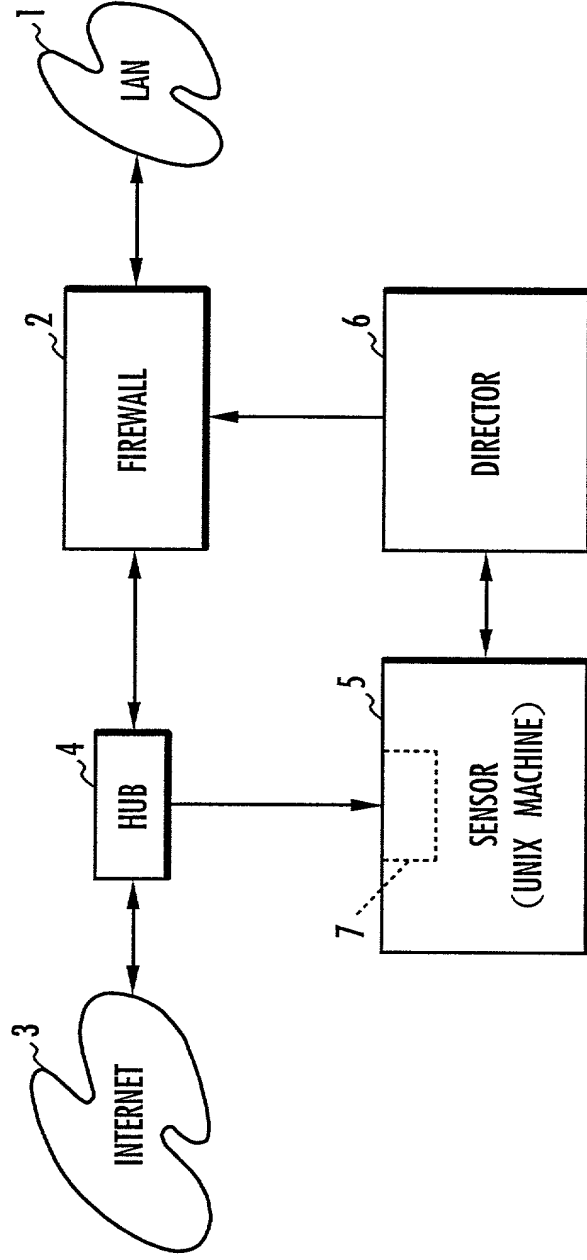 3
INTERNET
4
HUB
2
FIREWALL
1
LAN
7
5
SENSOR
(UNIX MACHINE)
6
DIRECTOR